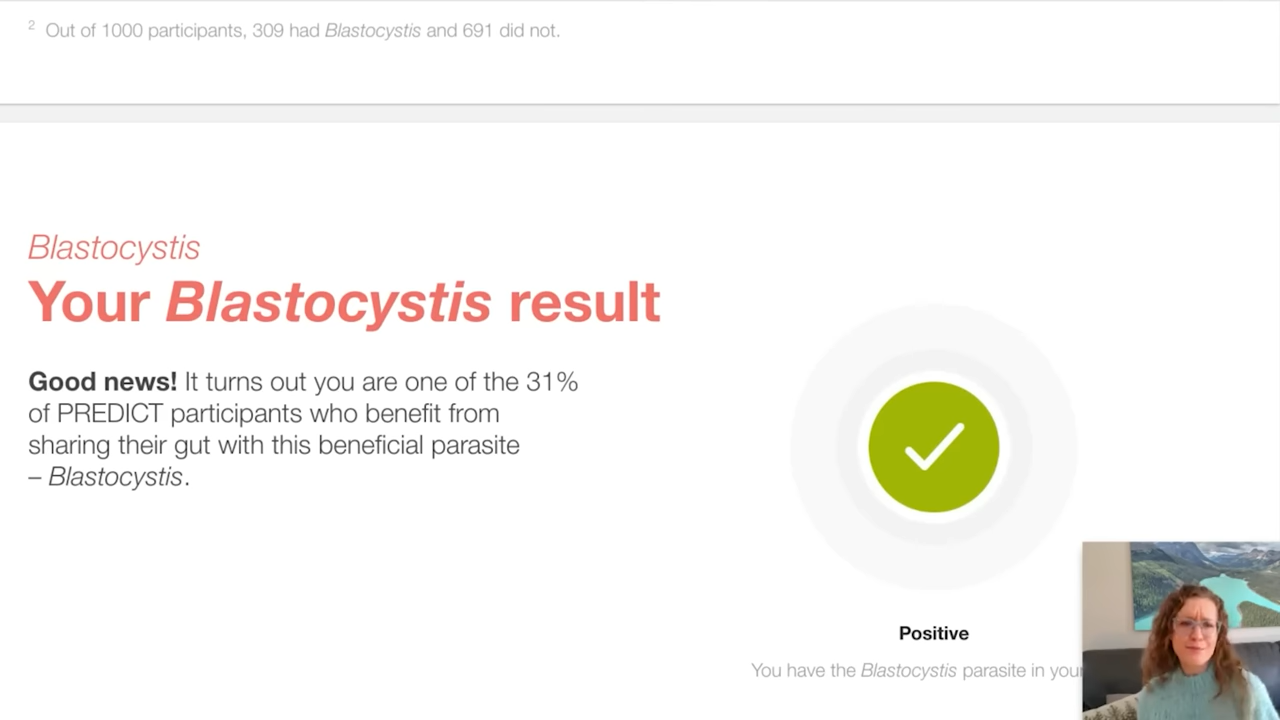 2 Out of 1000 participants, 309 had Blastocystis and 691 did not.
Blastocystis
Your Blastocystis result
Good news! It turns out you are one of the 31%
of PREDICT participants who benefit from
sharing their gut with this beneficial parasite
– Blastocystis.
Positive
You have the Blastocystis parasite in your